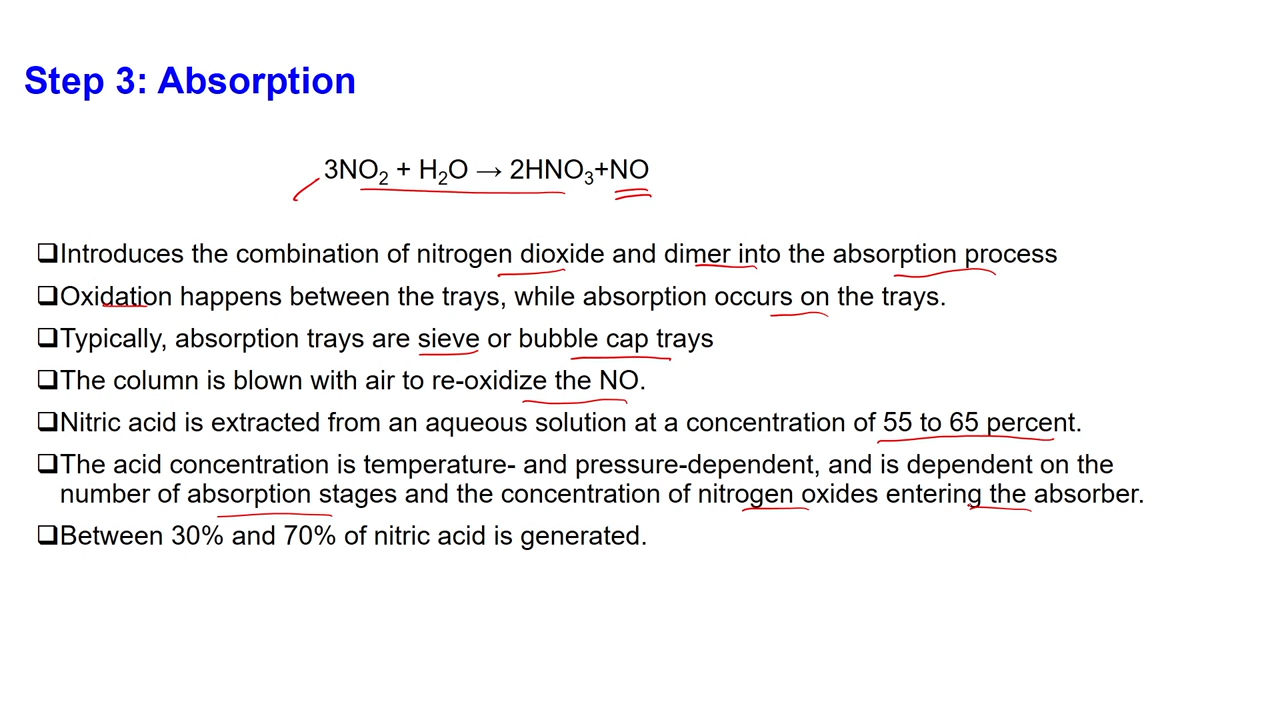 Step 3: Absorption
3NO₂ + H₂O → 2HNO₃+NO
❑Introduces the combination of nitrogen dioxide and dimer into the absorption process
❑Oxidation happens between the trays, while absorption occurs on the trays.
❑Typically, absorption trays are sieve or bubble cap trays
❑The column is blown with air to re-oxidize the NO.
❑Nitric acid is extracted from an aqueous solution at a concentration of 55 to 65 percent.
❑The acid concentration is temperature- and pressure-dependent, and is dependent on the
number of absorption stages and the concentration of nitrogen oxides entering the absorber.
❑Between 30% and 70% of nitric acid is generated.